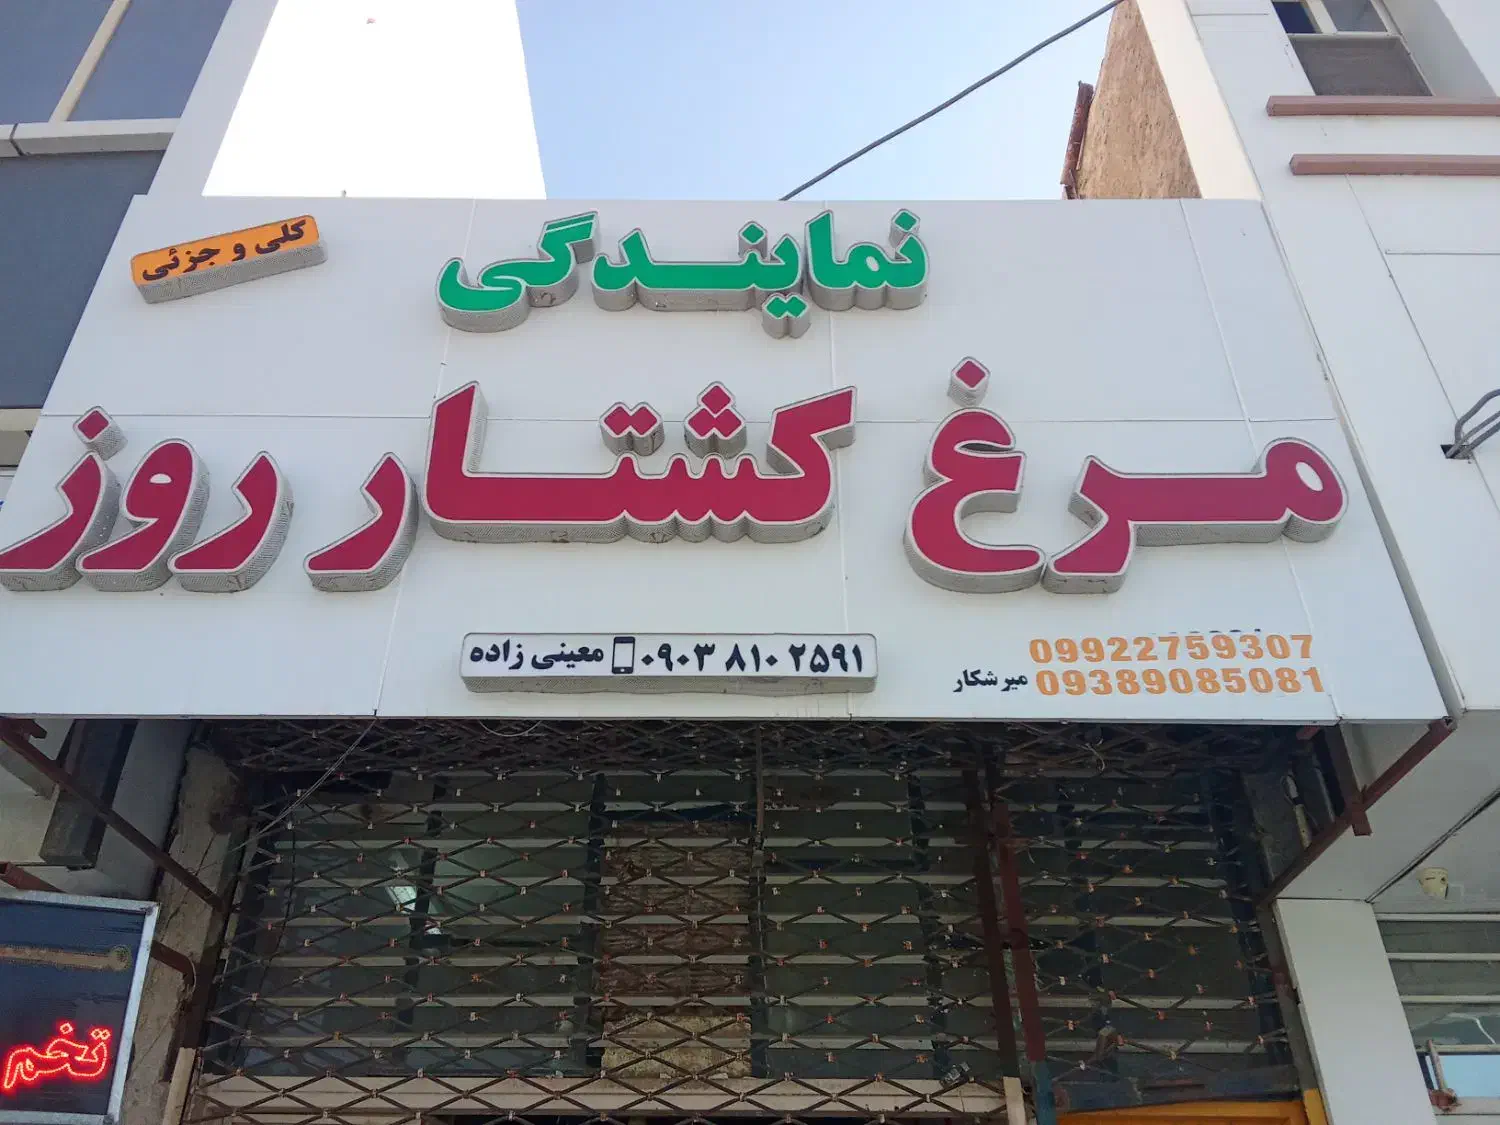 نمایندگی
کلی و جزئی
مرغ کشتار روز
09922759307
09389085081 میرشکار
۰۹۰۳ ۸۱۰ ۲۵۹۱ معینی زاده
تخم